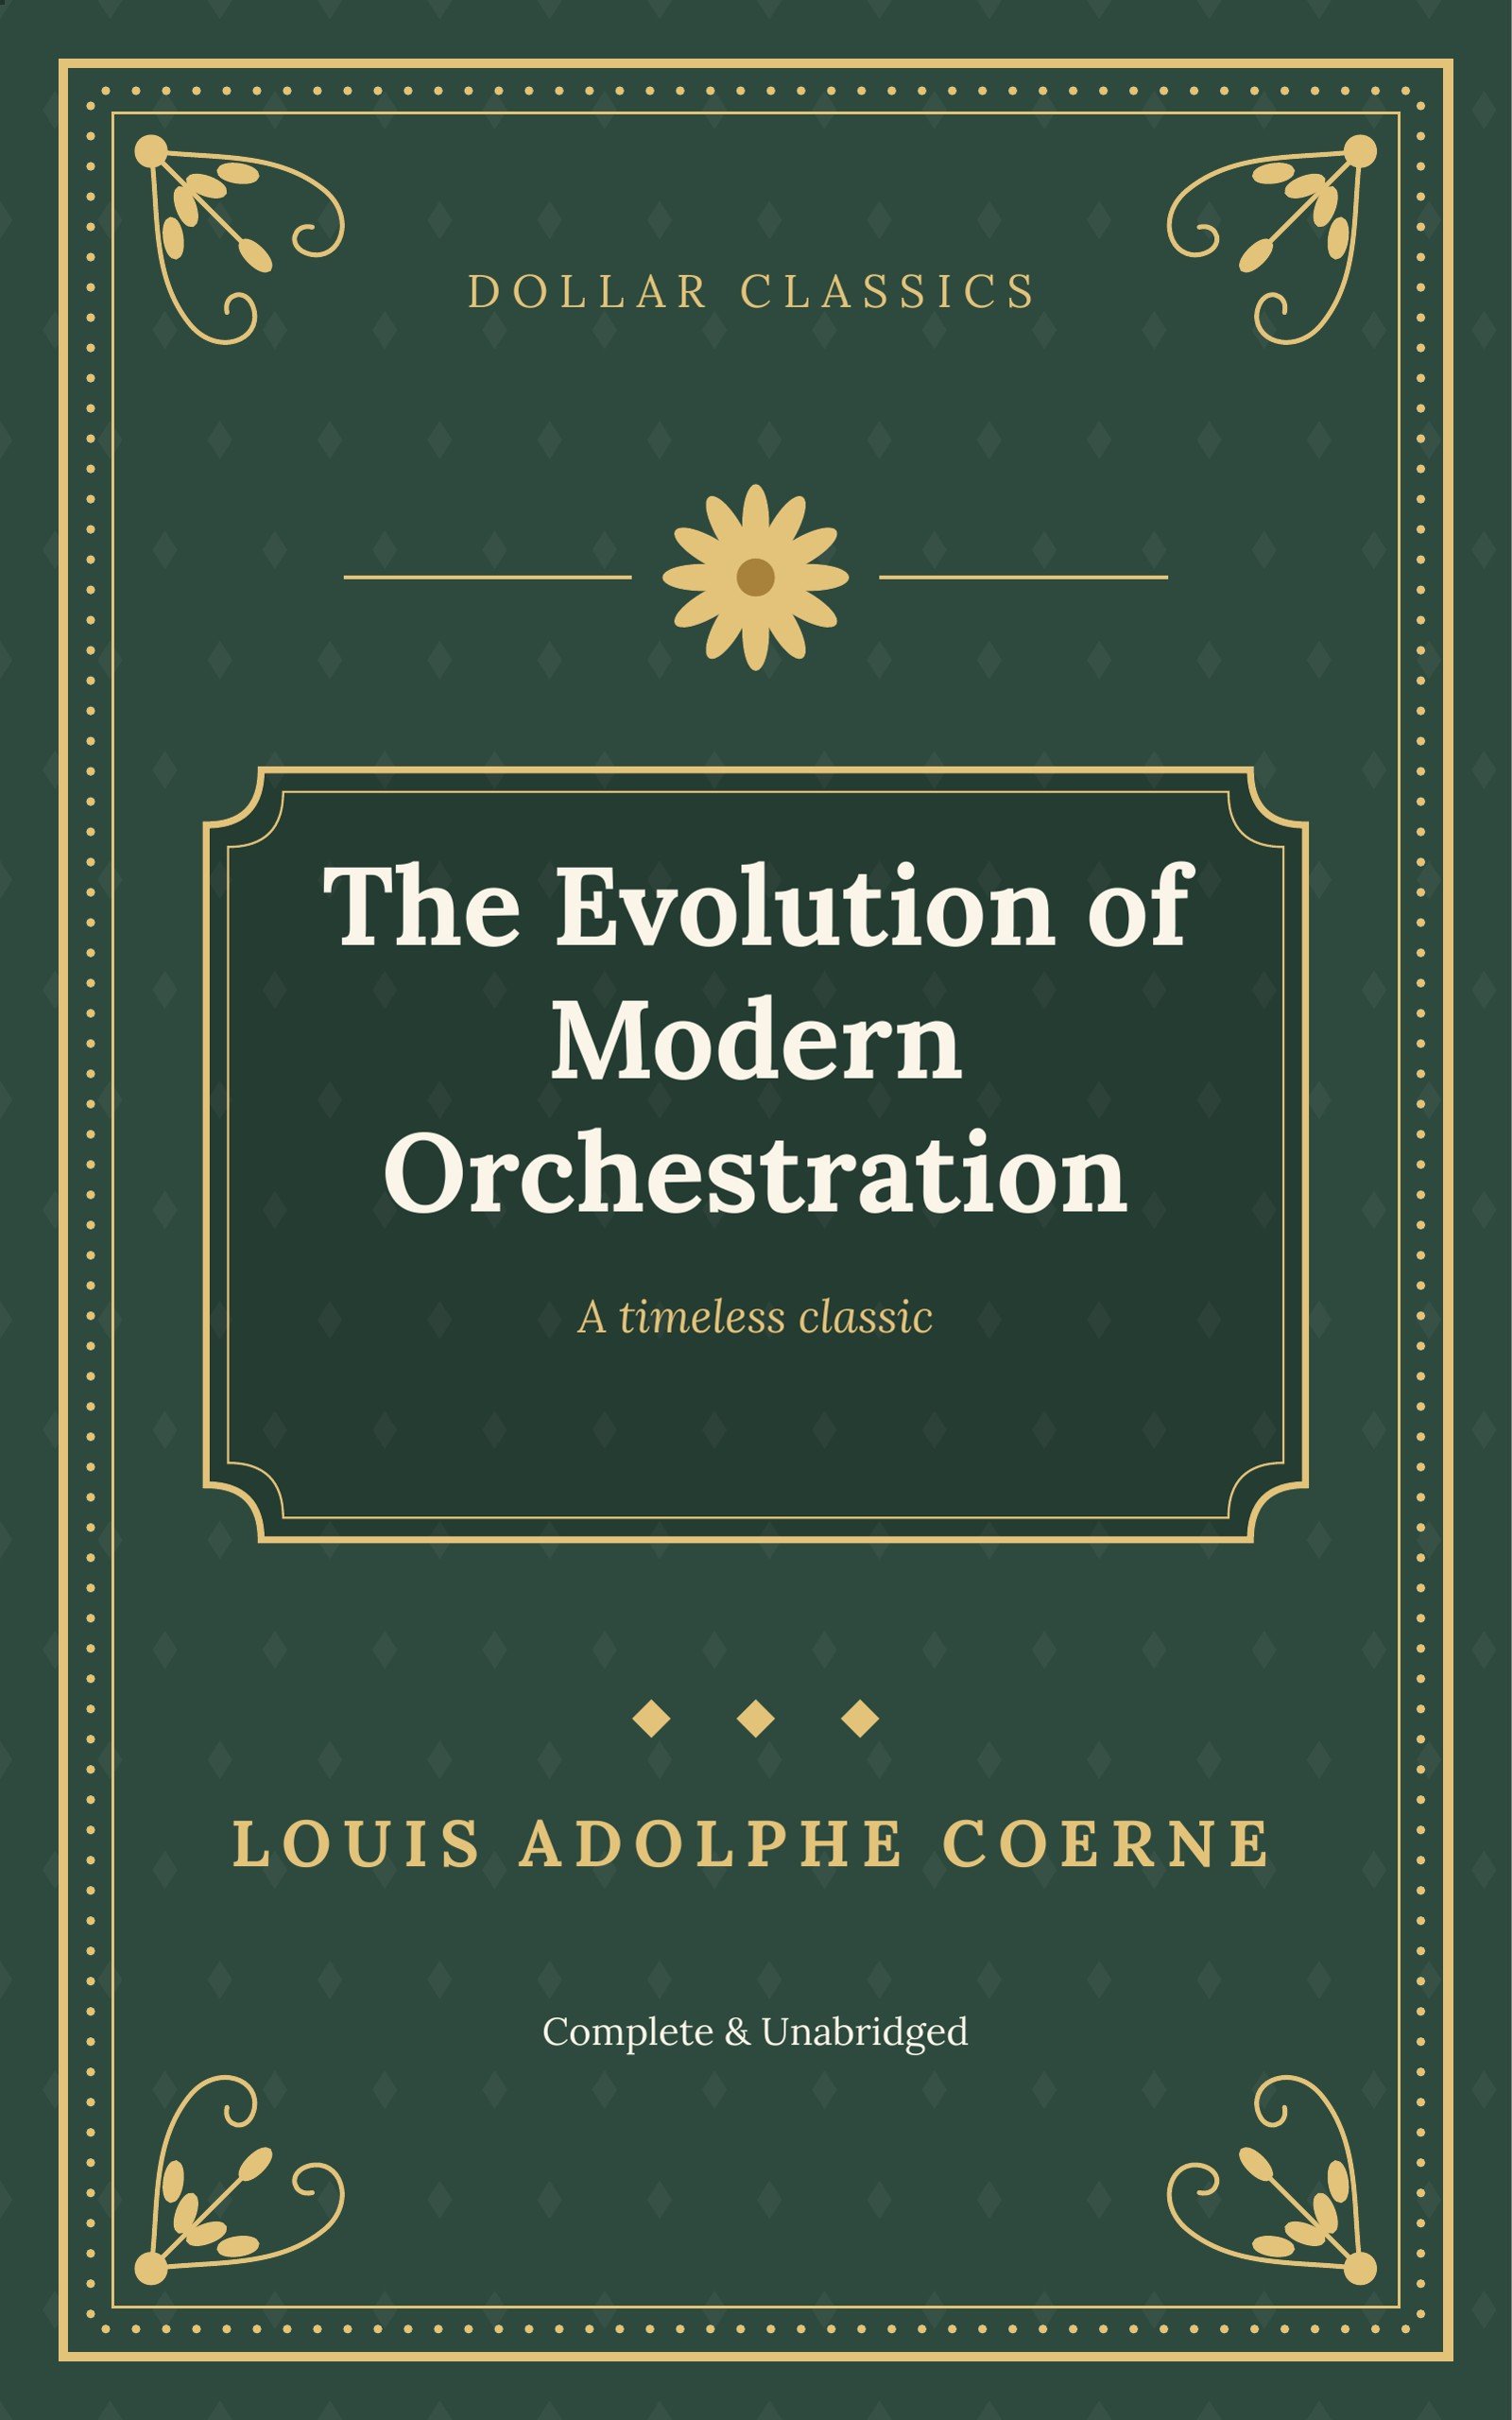 DOLLAR CLASSICS
The Evolution of
Modern
Orchestration
A timeless classic
LOUIS ADOLPHE COERNE
Complete & Unabridged